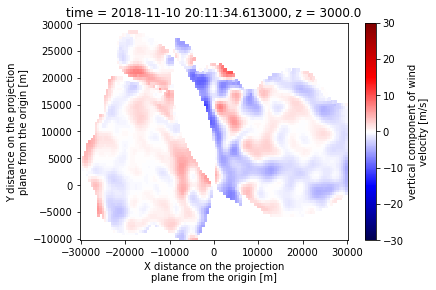 time = 2018-11-10 20:11:34.613000, z = 3000.0
30000
25000
20000
15000
10000
5000
0
−5000
−10000
Y distance on the projection
plane from the origin [m]
−30000 −20000 −10000 0 10000 20000 30000
X distance on the projection
plane from the origin [m]
30
20
10
0
−10
−20
−30
vertical component of wind
velocity [m/s]